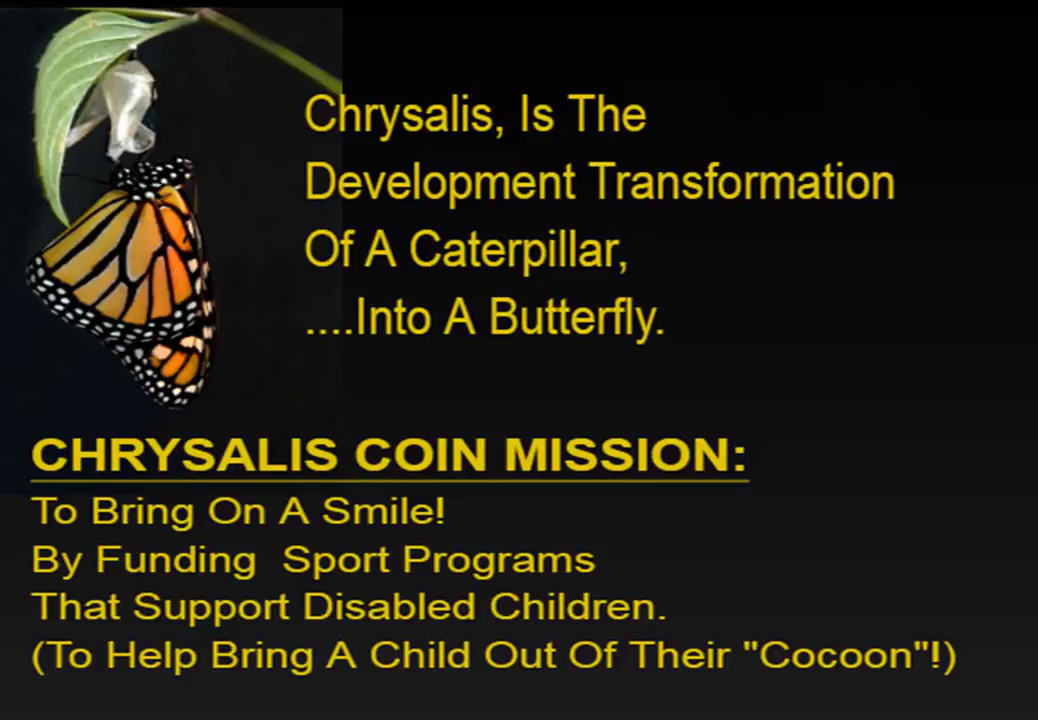 Chrysalis, Is The
Development Transformation
Of A Caterpillar,
....Into A Butterfly.
CHRYSALIS COIN MISSION:
To Bring On A Smile!
By Funding  Sport Programs
That Support Disabled Children.
(To Help Bring A Child Out Of Their "Cocoon"!)